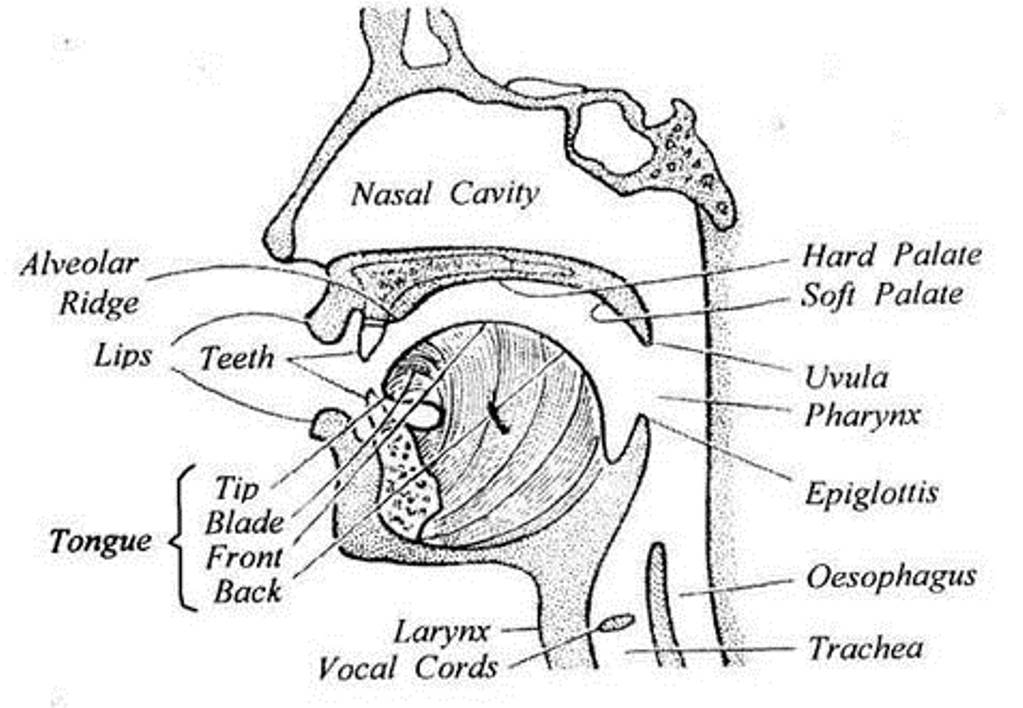 Nasal Cavity
Alveolar
Ridge
Lips
Teeth
Hard Palate
Soft Palate
Uvula
Pharynx
Epiglottis
Tongue
Tip
Blade
Front
Back
Oesophagus
Larynx
Vocal Cords
Trachea